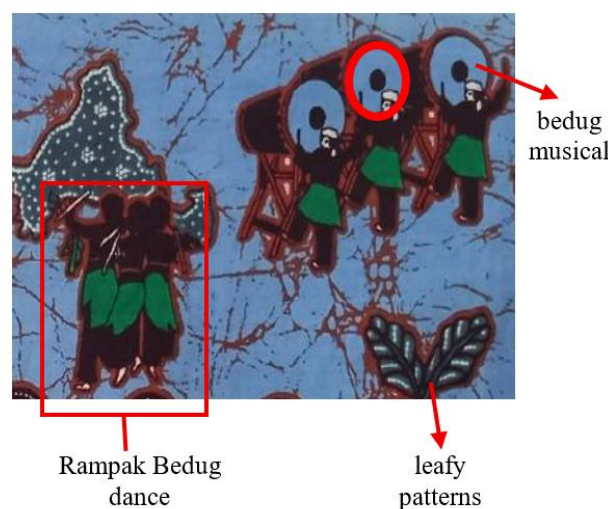 bedug
musical
Rampak Bedug
dance
leafy
patterns